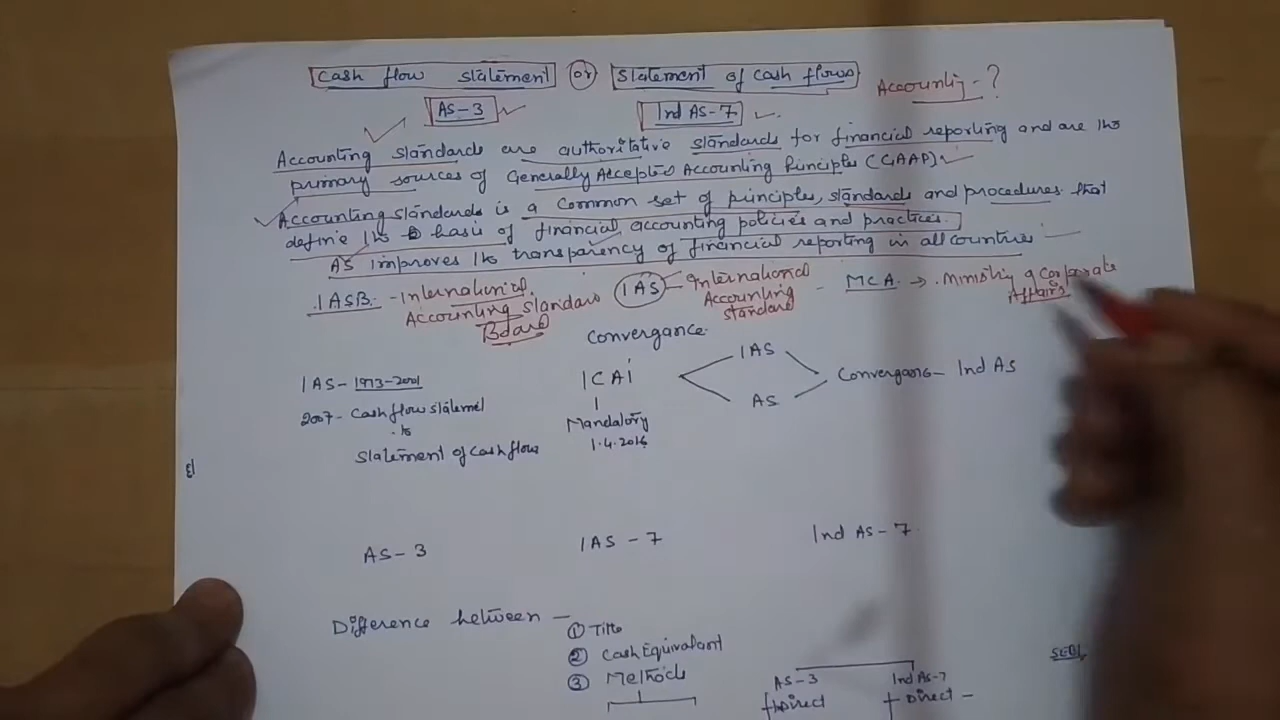 Cash flow statement or Statement of cash flows
Accounting - ?
AS-3 Ind AS-7
Accounting standards are authoritative standards for financial reporting and are the
primary sources of Generally Accepted Accounting Principles (GAAP)
Accounting standards is a common set of principles, standards and procedures that
define the basis of financial accounting policies and practices.
AS improves the transparency of financial reporting in all countries
IASB - International IAS - International - MCA → Ministry of Corporate
Accounting Standard Accounting Affairs
Board Standard
Convergance
IAS - 1973-2001 ICAI IAS Convergans - Ind AS
AS
2007 - Cash flow statement Mandatory
to 1.4.2016
Statement of cash flow
AS-3 IAS-7 Ind AS-7
Difference between -
① Title
② Cash Equivalant SEBI
③ Methods AS-3 Ind AS-7
Direct Direct -